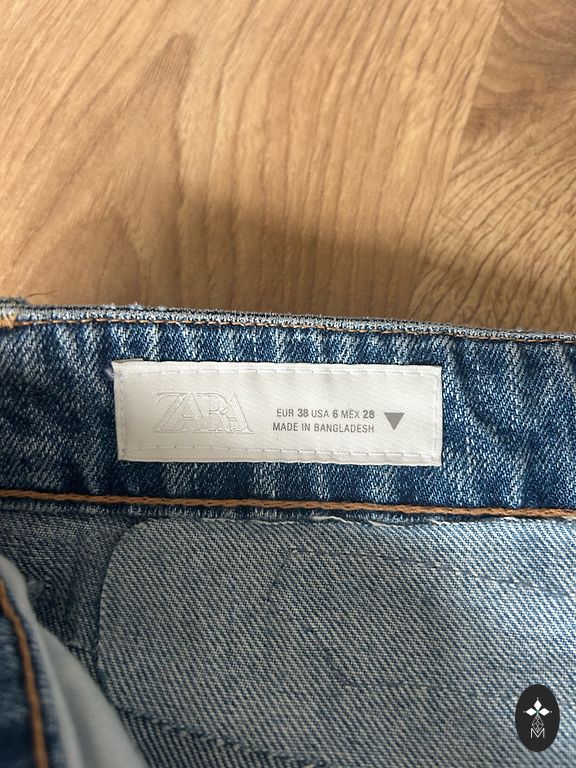 ZARA
EUR 38 USA 6 MEX 28
MADE IN BANGLADESH
M